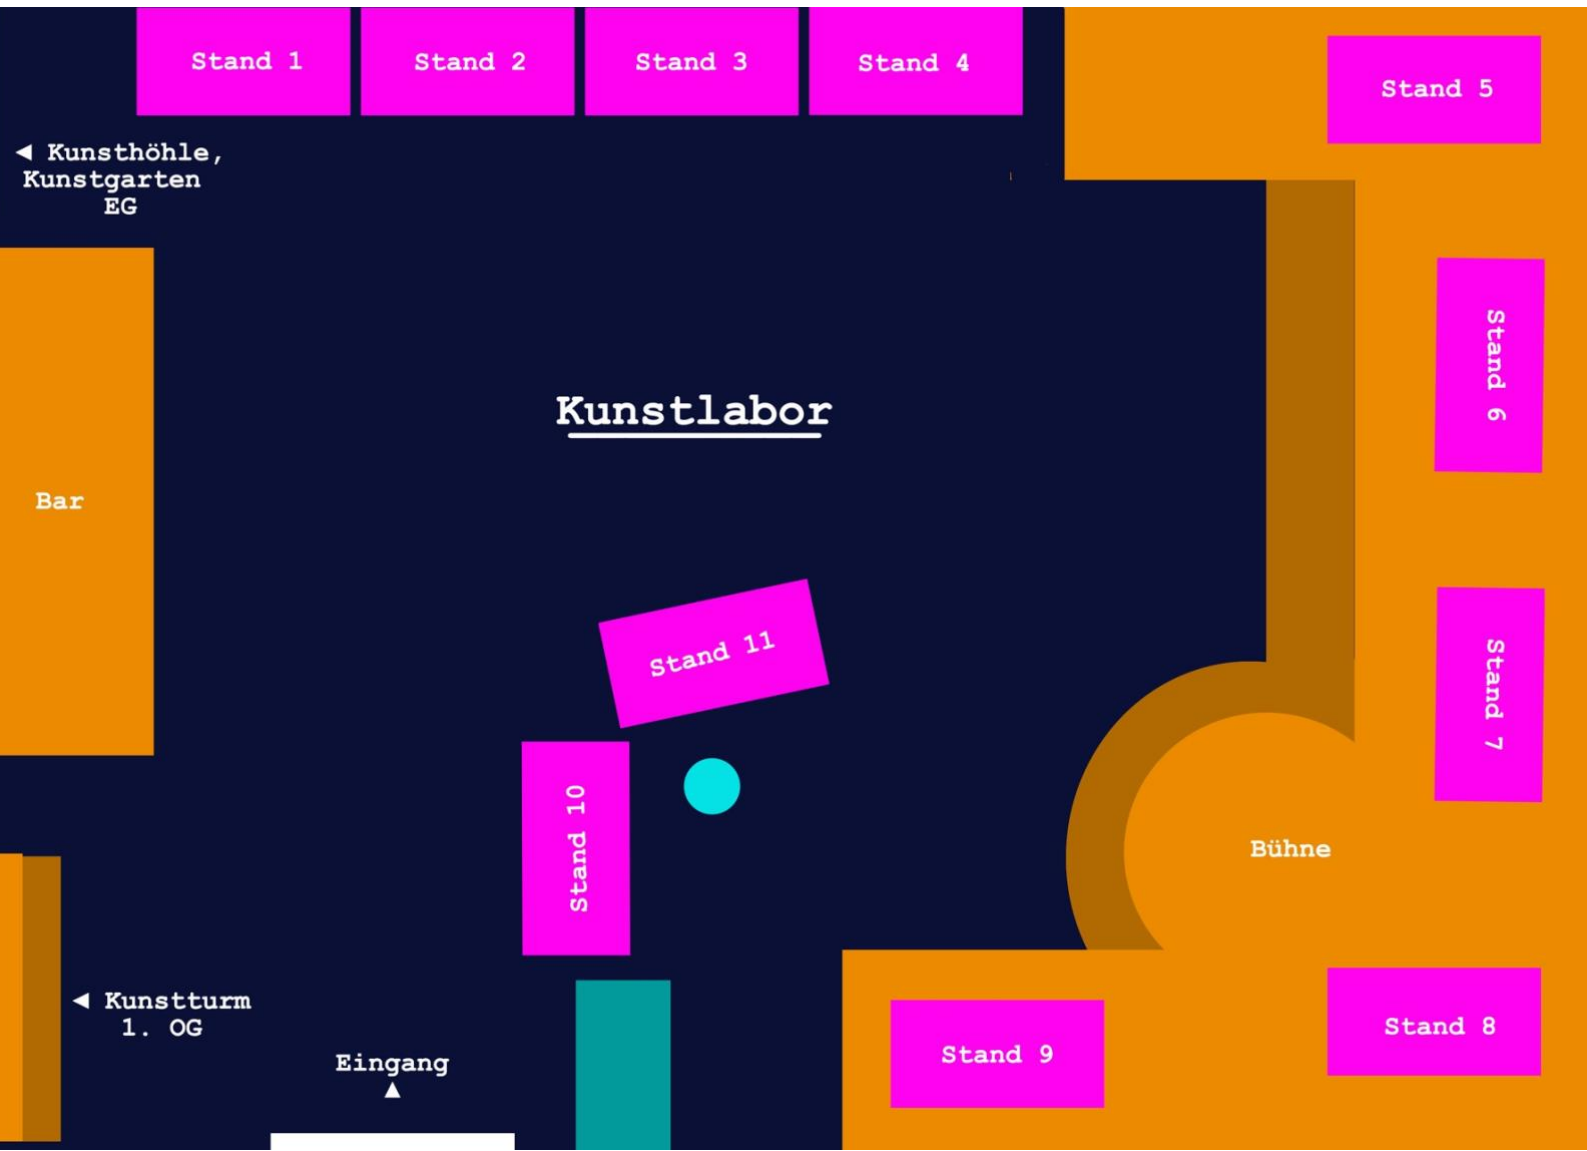 Stand 1
Stand 2
Stand 3
Stand 4
Stand 5
◄ Kunsthöhle,
Kunstgarten
EG
Stand 6
Kunstlabor
Bar
Stand 11
Stand 7
Stand 10
Bühne
◄ Kunstturm
1. OG
Stand 8
Stand 9
Eingang
▲